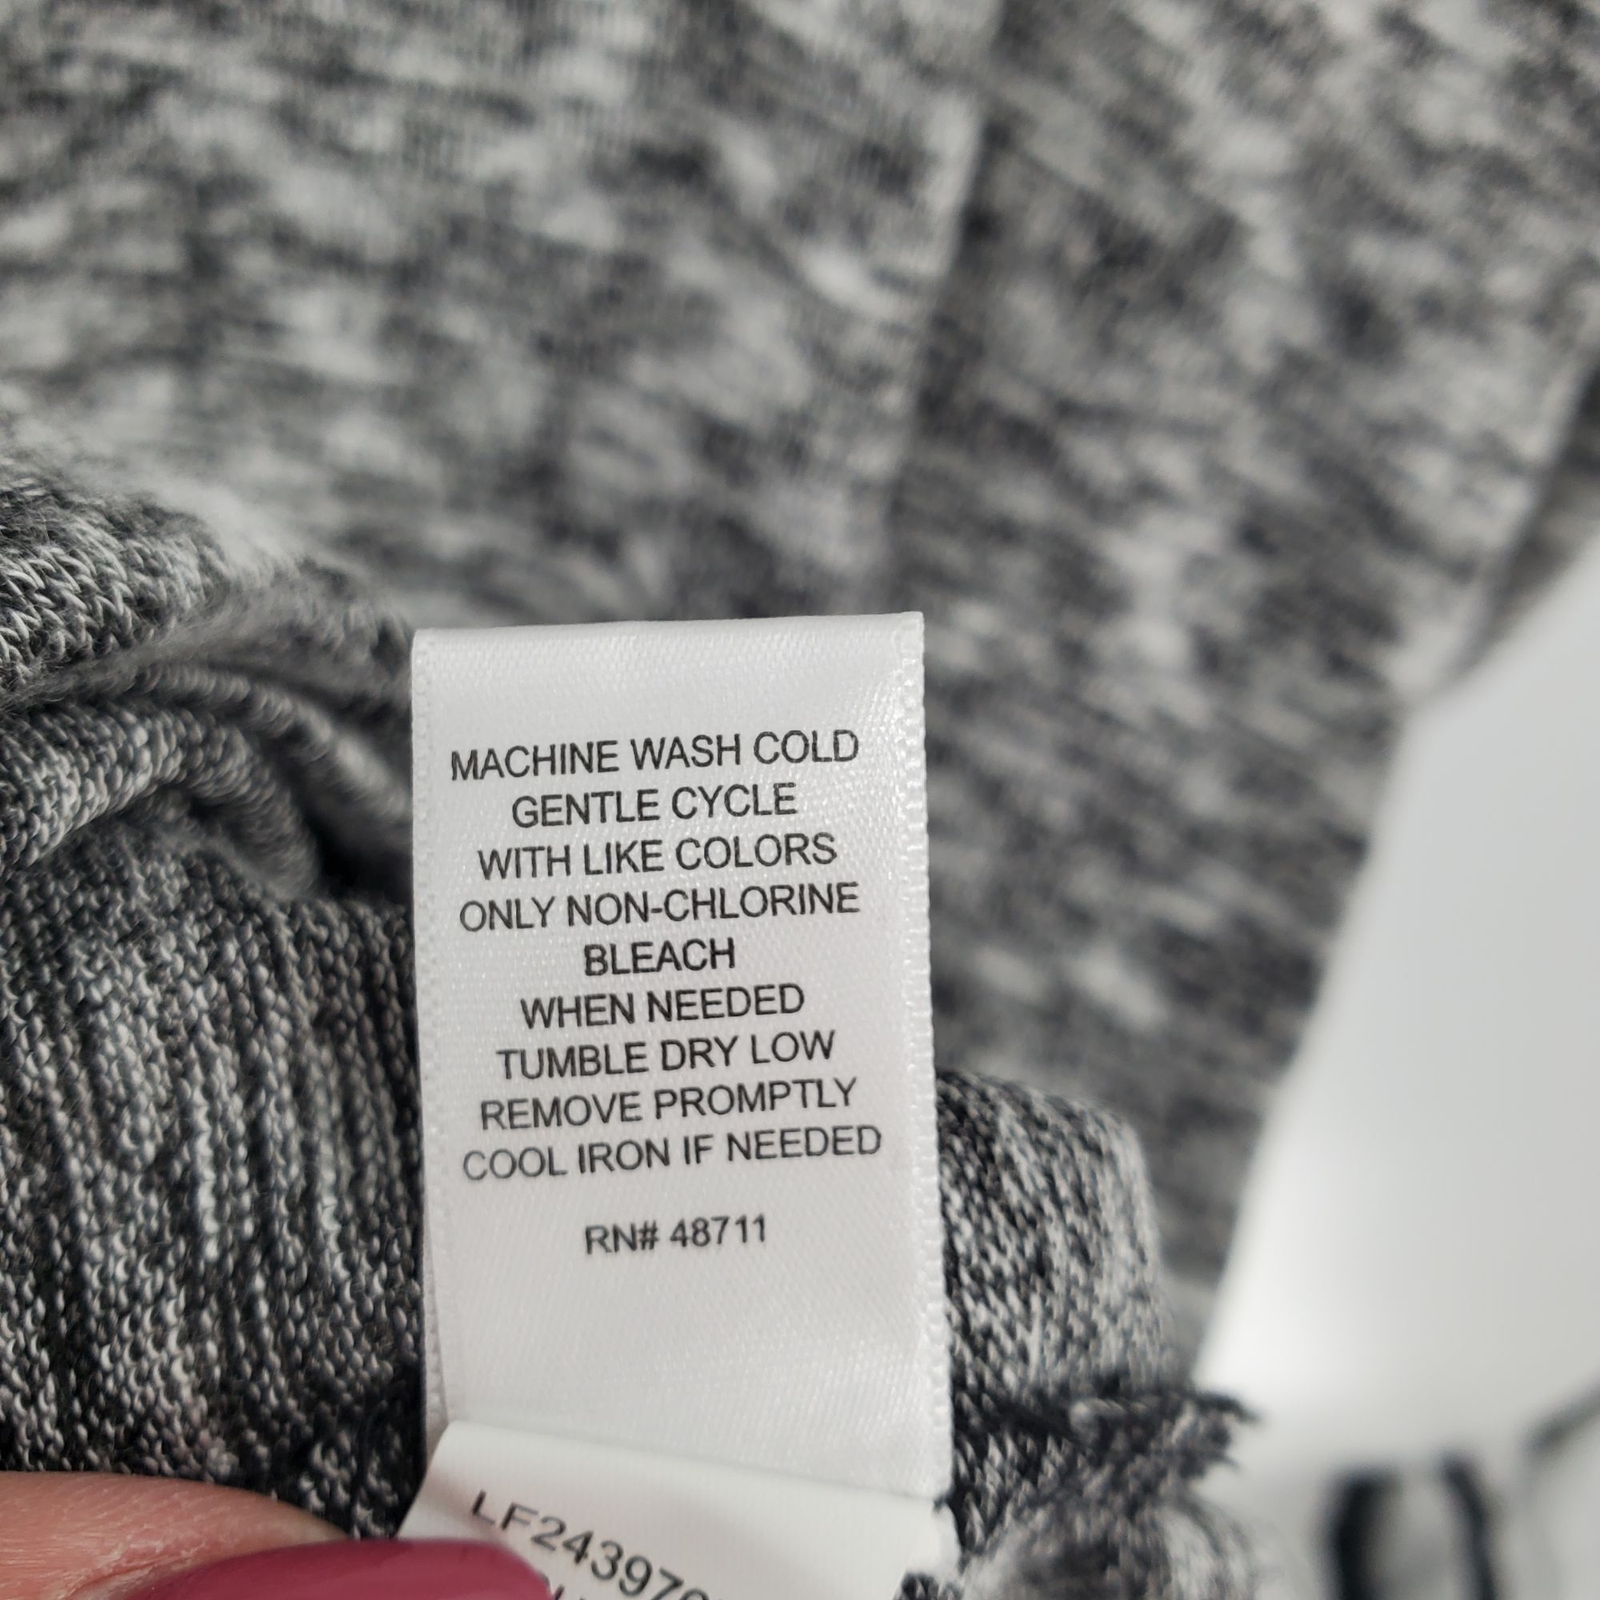 MACHINE WASH COLD
GENTLE CYCLE
WITH LIKE COLORS
ONLY NON-CHLORINE
BLEACH
WHEN NEEDED
TUMBLE DRY LOW
REMOVE PROMPTLY
COOL IRON IF NEEDED
RN# 48711